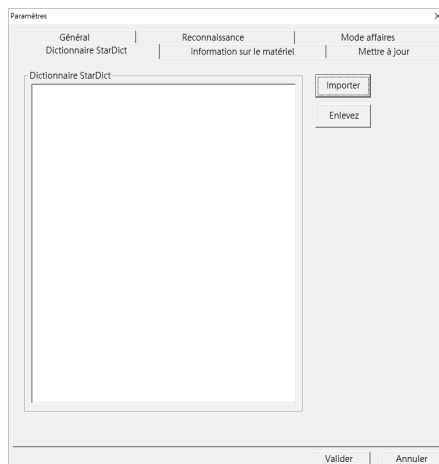 Paramètres
Général Reconnaissance Mode affaires
Dictionnaire StarDict Information sur le matériel Mettre à jour
Dictionnaire StarDict
Importer
Enlevez
Valider Annuler